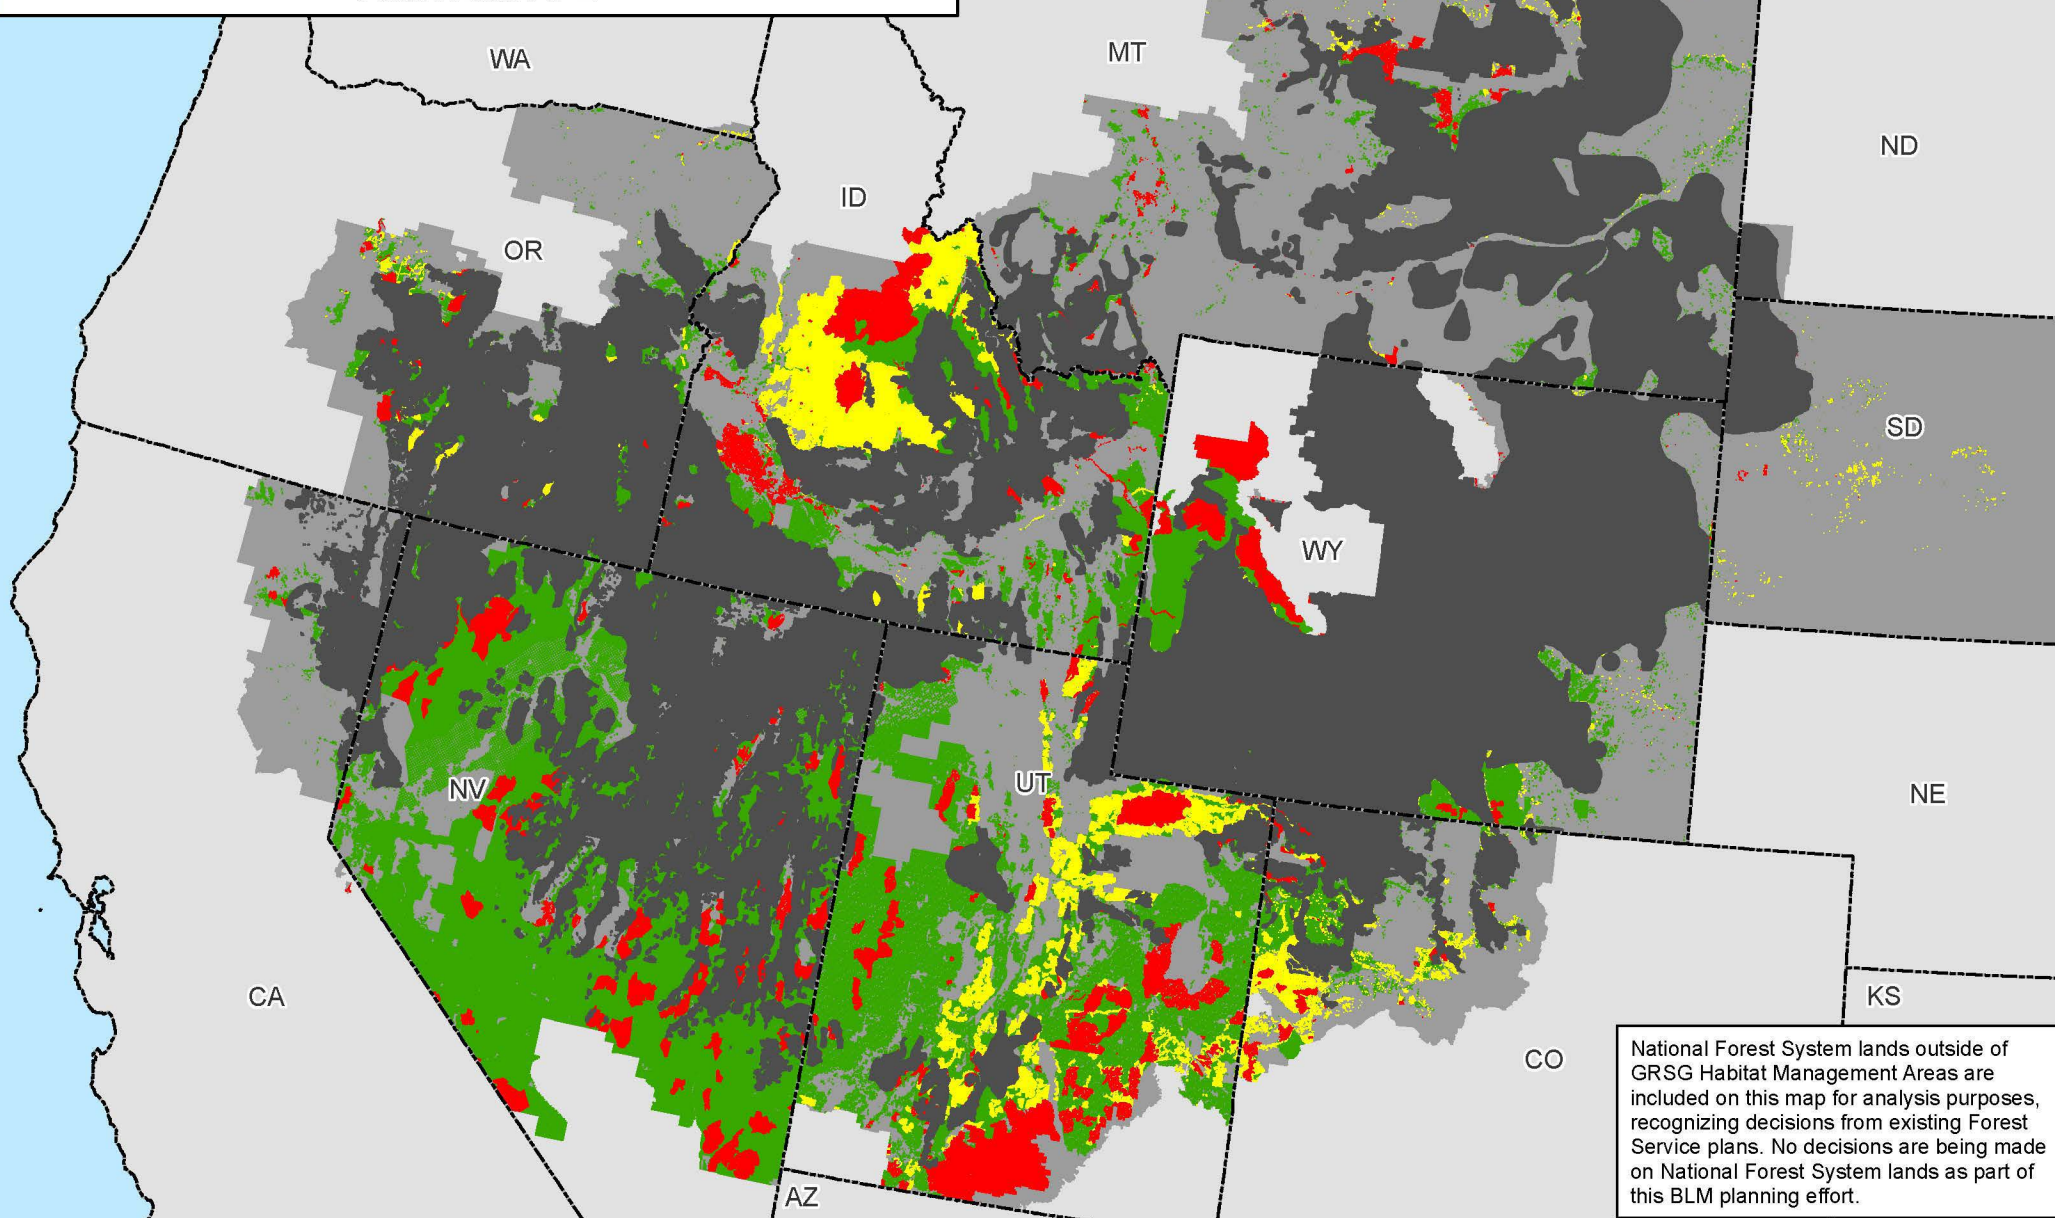 WA
MT
ND
ID
OR
SD
WY
NV
UT
NE
CA
KS
CO
AZ
National Forest System lands outside of
GRSG Habitat Management Areas are
included on this map for analysis purposes,
recognizing decisions from existing Forest
Service plans. No decisions are being made
on National Forest System lands as part of
this BLM planning effort.